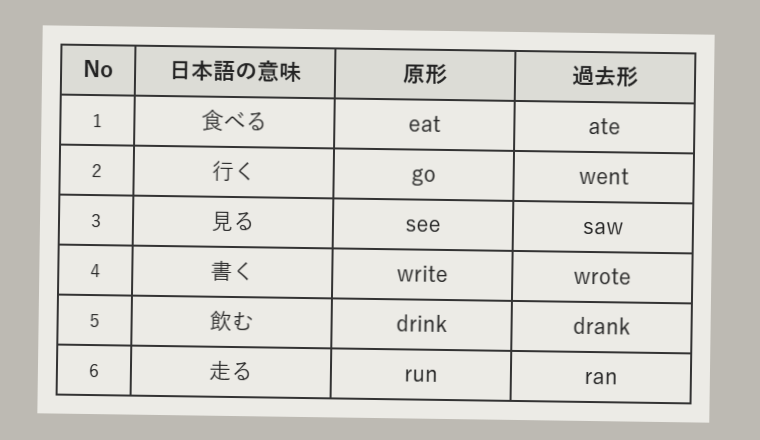 No 日本語の意味 原形 過去形
1 食べる eat ate
2 行く go went
3 見る see saw
4 書く write wrote
5 飲む drink drank
6 走る run ran